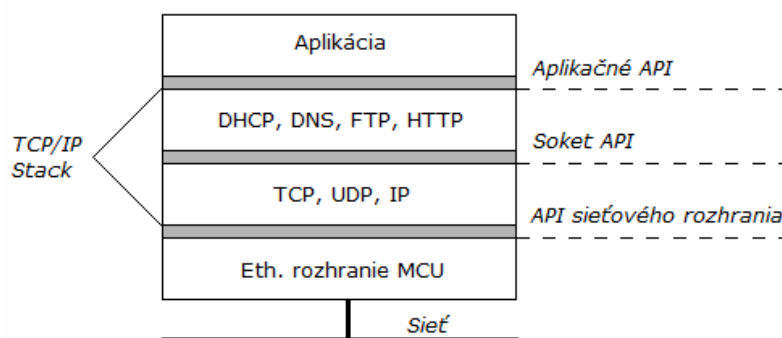 Aplikácia
Aplikačné API
DHCP, DNS, FTP, HTTP
TCP/IP
Stack
Soket API
TCP, UDP, IP
API sieťového rozhrania
Eth. rozhranie MCU
Sieť